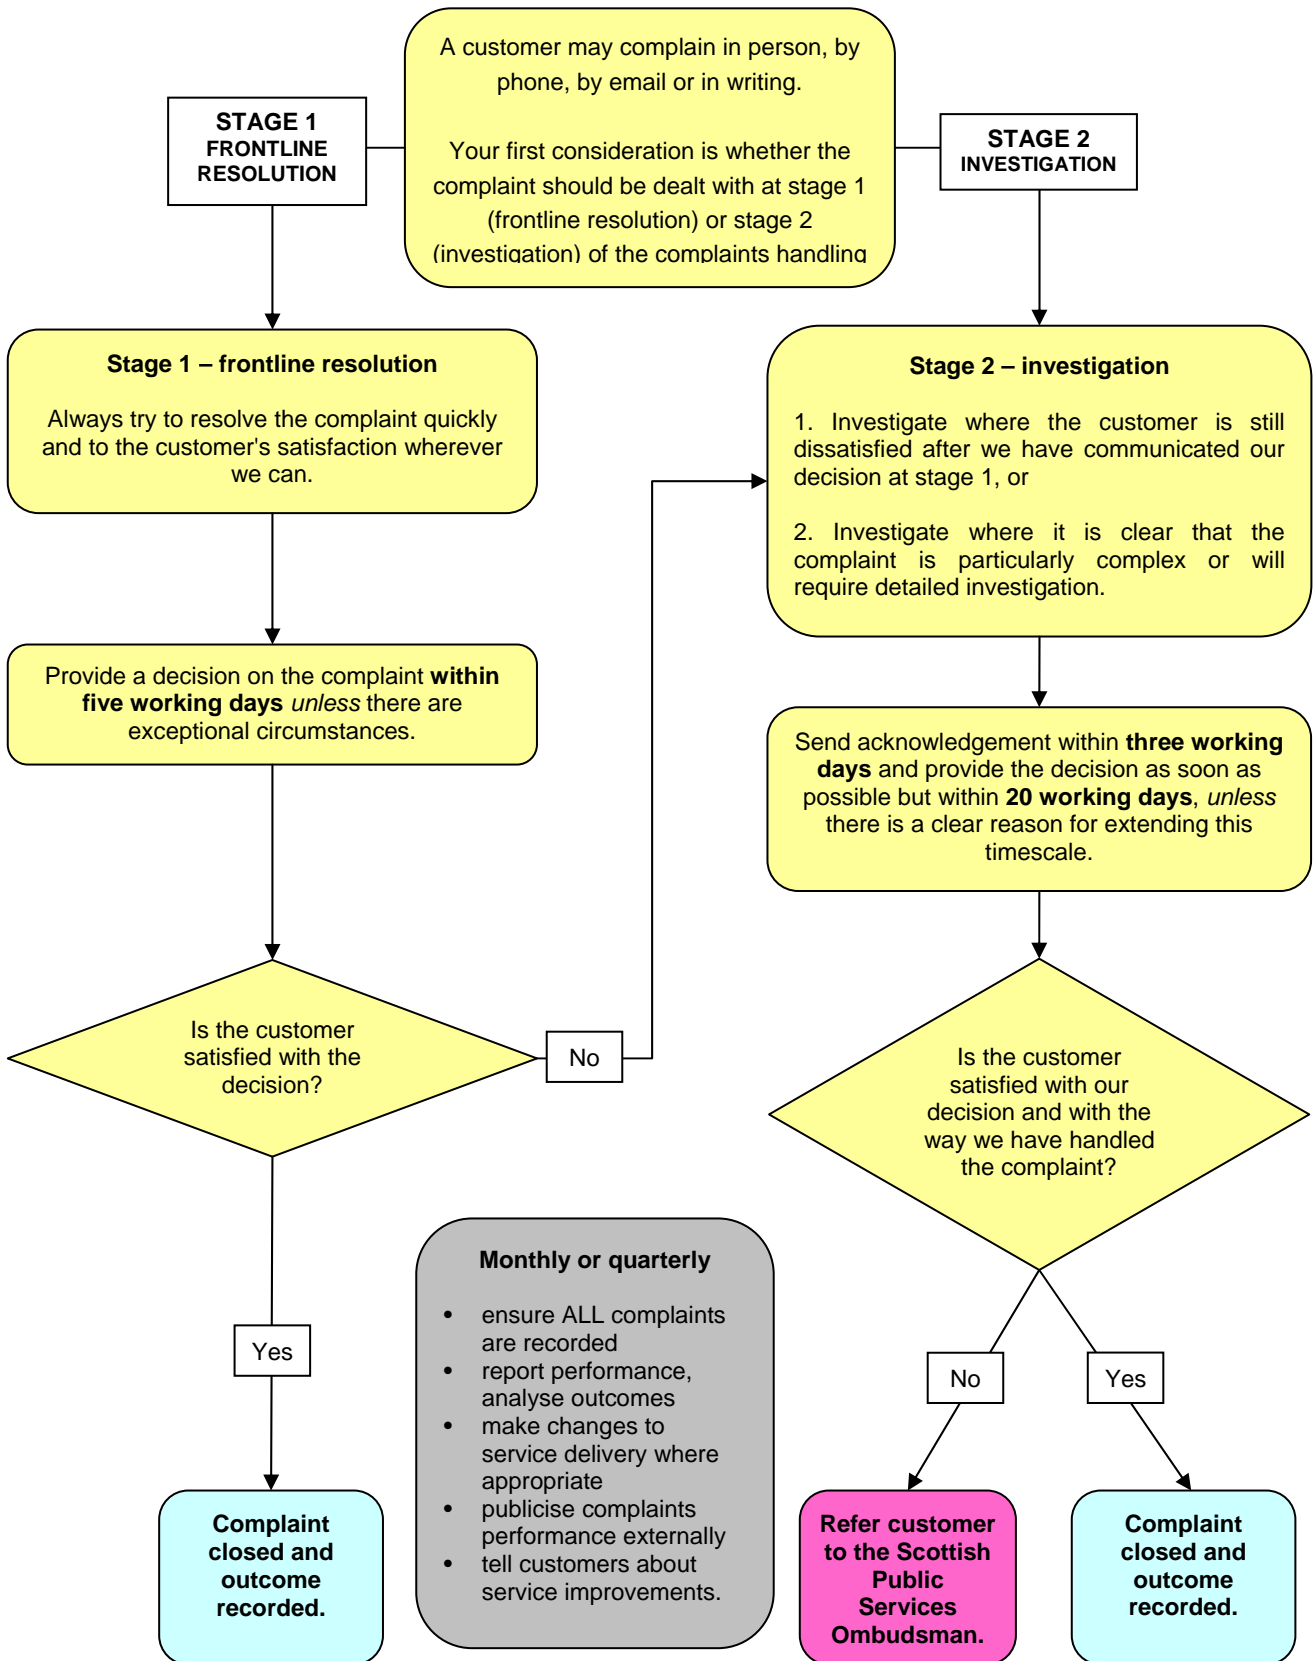 A customer may complain in person, by
phone, by email or in writing.
Your first consideration is whether the
complaint should be dealt with at stage 1
(frontline resolution) or stage 2
(investigation) of the complaints handling
STAGE 1
FRONTLINE
RESOLUTION
STAGE 2
INVESTIGATION
Stage 1 – frontline resolution
Always try to resolve the complaint quickly
and to the customer's satisfaction wherever
we can.
Stage 2 – investigation
1. Investigate where the customer is still
dissatisfied after we have communicated our
decision at stage 1, or
2. Investigate where it is clear that the
complaint is particularly complex or will
require detailed investigation.
Provide a decision on the complaint within
five working days unless there are
exceptional circumstances.
Send acknowledgement within three working
days and provide the decision as soon as
possible but within 20 working days, unless
there is a clear reason for extending this
timescale.
Is the customer
satisfied with the
decision?
No
Is the customer
satisfied with our
decision and with the
way we have handled
the complaint?
Yes
Monthly or quarterly
• ensure ALL complaints
are recorded
• report performance,
analyse outcomes
• make changes to
service delivery where
appropriate
• publicise complaints
performance externally
• tell customers about
service improvements.
No
Yes
Complaint
closed and
outcome
recorded.
Refer customer
to the Scottish
Public
Services
Ombudsman.
Complaint
closed and
outcome
recorded.